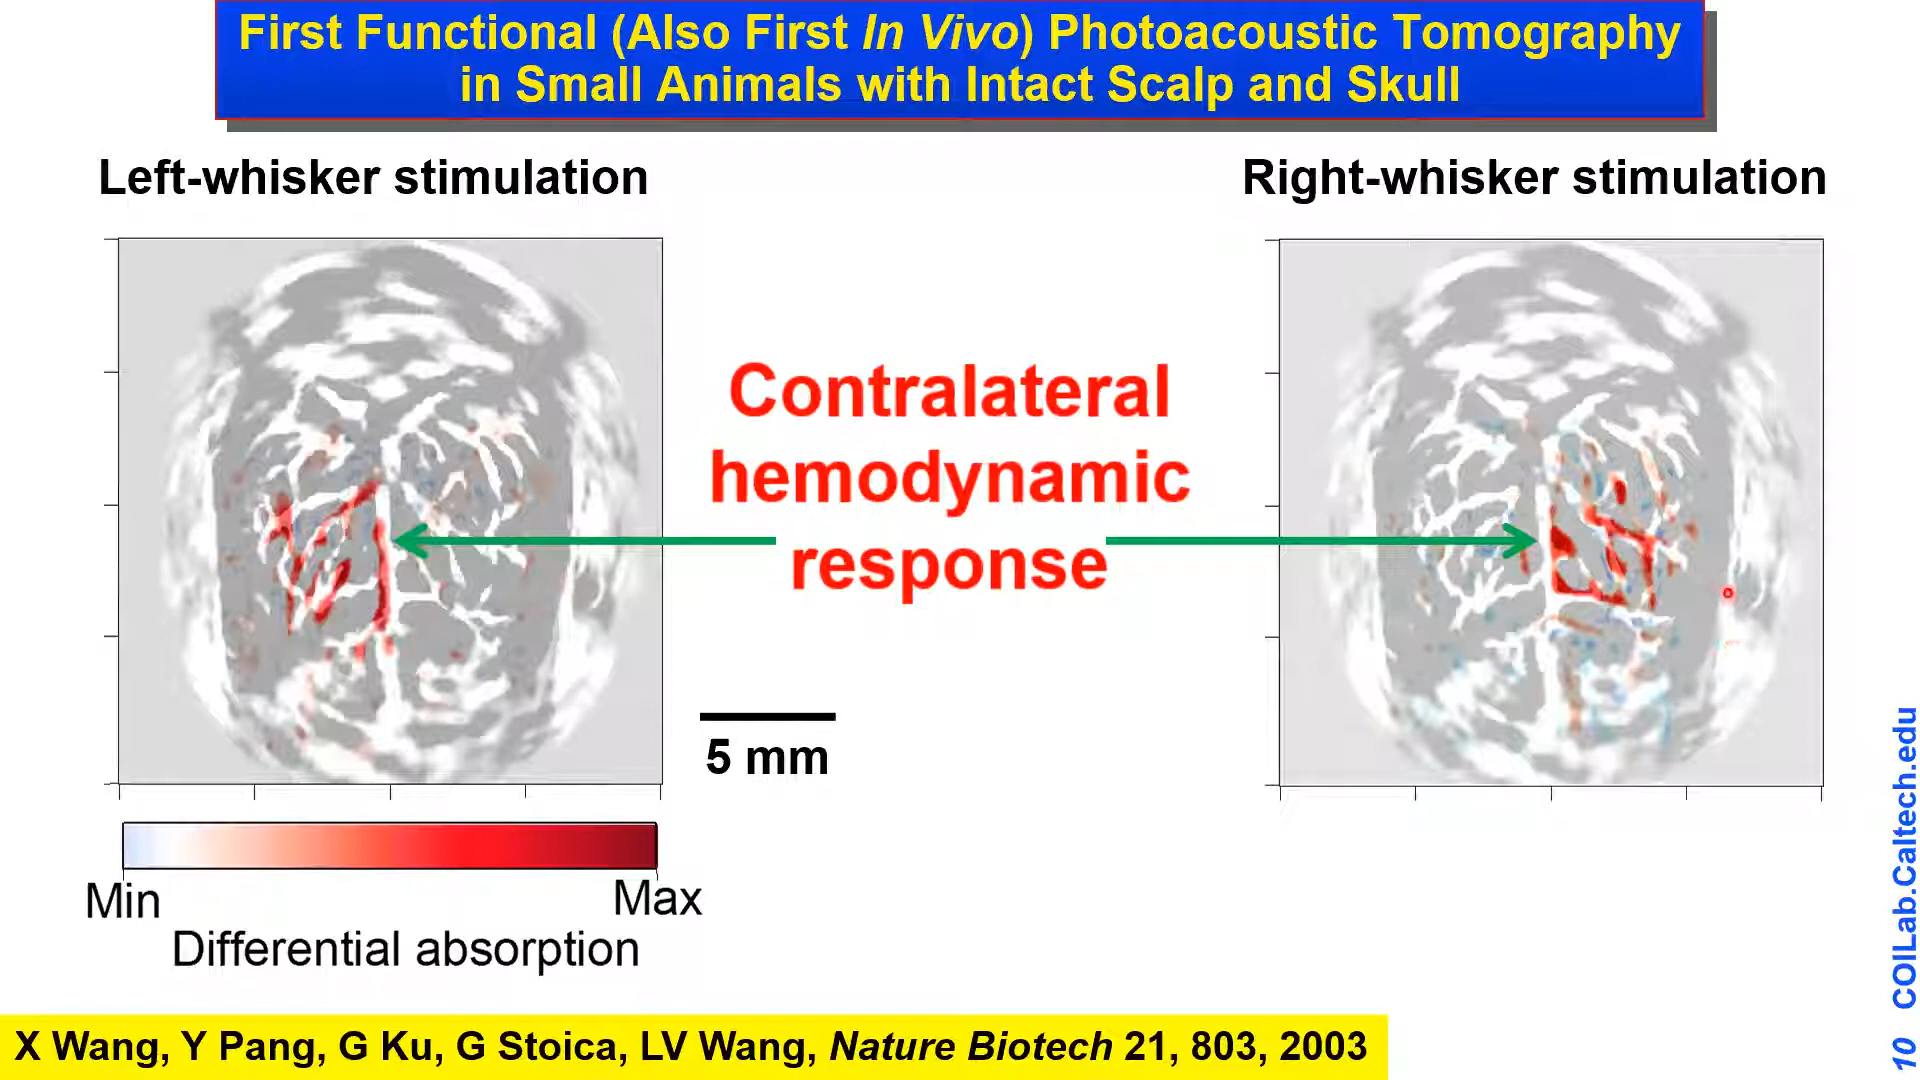 First Functional (Also First In Vivo) Photoacoustic Tomography
in Small Animals with Intact Scalp and Skull
Left-whisker stimulation
Right-whisker stimulation
Contralateral
hemodynamic
response
5 mm
Min
Max
Differential absorption
X Wang, Y Pang, G Ku, G Stoica, LV Wang, Nature Biotech 21, 803, 2003
10 COILab.Caltech.edu